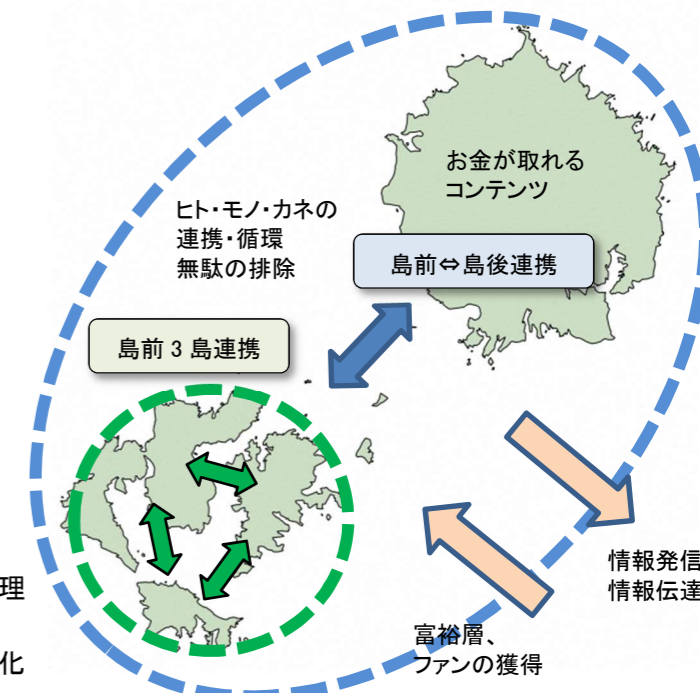 お金が取れる
コンテンツ
ヒト・モノ・カネの
連携・循環
無駄の排除
島前⇔島後連携
島前3島連携
情報発信
情報伝達
理
化
富裕層、
ファンの獲得